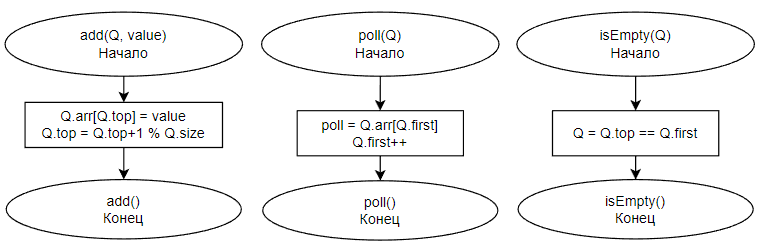 add(Q, value)
Начало
Q.arr[Q.top] = value
Q.top = Q.top+1 % Q.size
add()
Конец
poll(Q)
Начало
poll = Q.arr[Q.first]
Q.first++
poll()
Конец
isEmpty(Q)
Начало
Q = Q.top == Q.first
isEmpty()
Конец